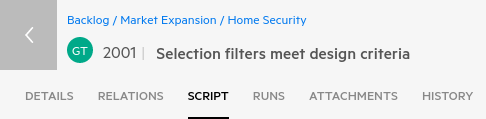 Backlog / Market Expansion / Home Security
GT 2001 | Selection filters meet design criteria
DETAILS RELATIONS SCRIPT RUNS ATTACHMENTS HISTORY